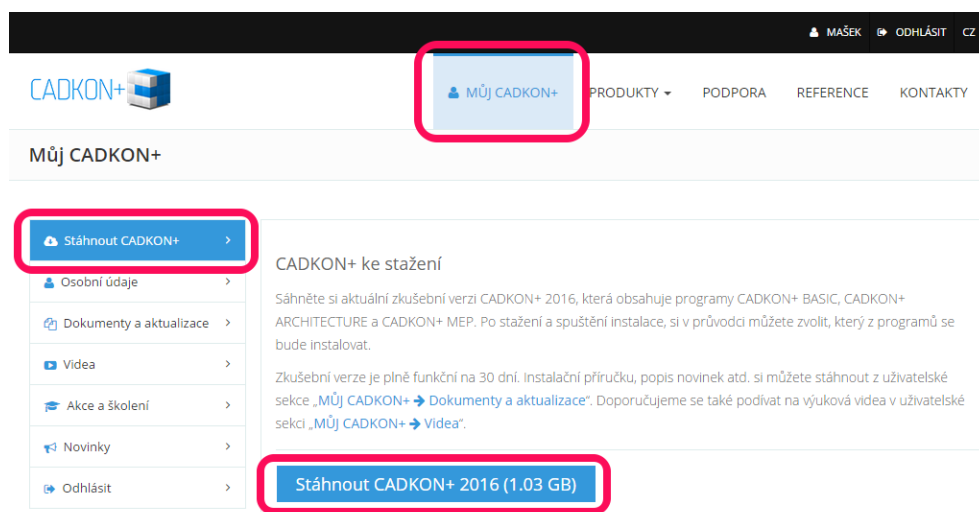 MAŠEK ODHLÁSIT CZ
CADKON+
MŮJ CADKON+ PRODUKTY PODPORA REFERENCE KONTAKTY
Můj CADKON+
Stáhnout CADKON+
Osobní údaje
Dokumenty a aktualizace
Videa
Akce a školení
Novinky
Odhlásit
CADKON+ ke stažení
Sáhněte si aktuální zkušební verzi CADKON+ 2016, která obsahuje programy CADKON+ BASIC, CADKON+
ARCHITECTURE a CADKON+ MEP. Po stažení a spuštění instalace, si v průvodci můžete zvolit, který z programů se
bude instalovat.
Zkušební verze je plně funkční na 30 dní. Instalační příručku, popis novinek atd. si můžete stáhnout z uživatelské
sekce „MŮJ CADKON+ → Dokumenty a aktualizace“. Doporučujeme se také podívat na výuková videa v uživatelské
sekci „MŮJ CADKON+ → Videa“.
Stáhnout CADKON+ 2016 (1.03 GB)